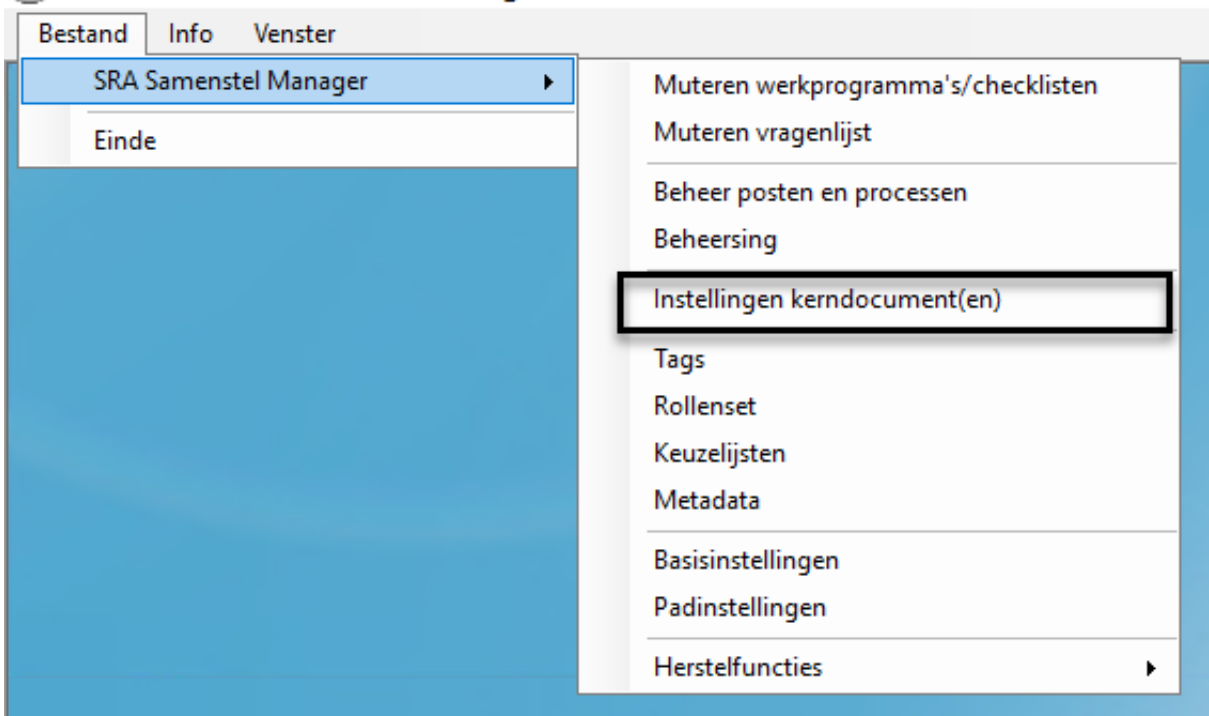 Bestand Info Venster
SRA Samenstel Manager
Einde
Muteren werkprogramma's/checklisten
Muteren vragenlijst
Beheer posten en processen
Beheersing
Instellingen kerndocument(en)
Tags
Rollenset
Keuzelijsten
Metadata
Basisinstellingen
Padinstellingen
Herstelfuncties